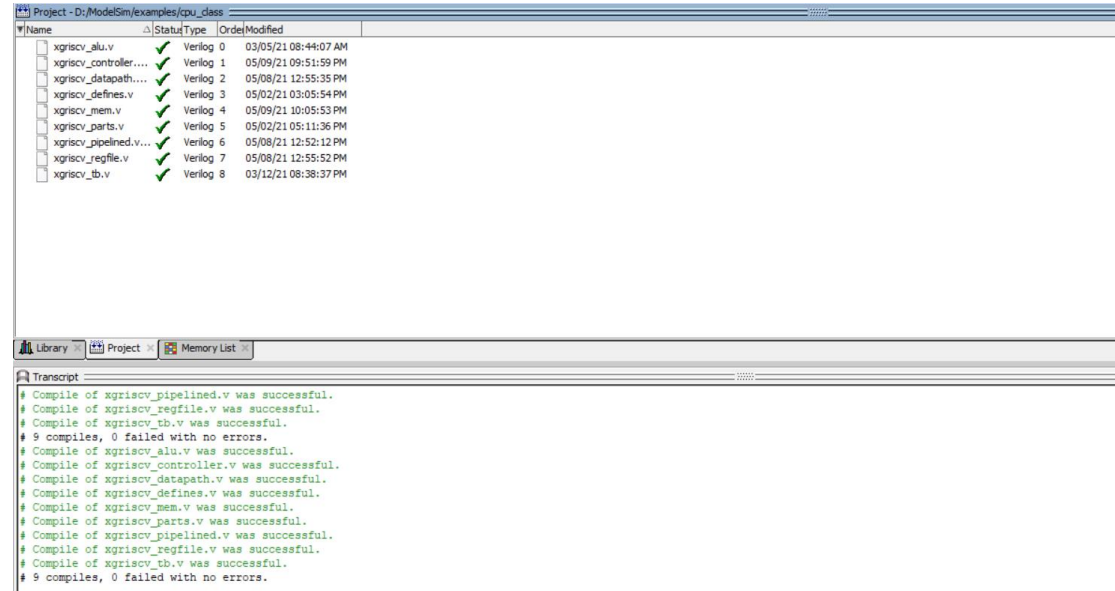 Project - D:/ModelSim/examples/cpu_class
Name Status Type Order Modified
xgriscv_alu.v Verilog 0 03/05/21 08:44:07 AM
xgriscv_controller.... Verilog 1 05/09/21 09:51:59 PM
xgriscv_datapath.... Verilog 2 05/08/21 12:55:35 PM
xgriscv_defines.v Verilog 3 05/02/21 03:05:54 PM
xgriscv_mem.v Verilog 4 05/09/21 10:05:53 PM
xgriscv_parts.v Verilog 5 05/02/21 05:11:36 PM
xgriscv_pipelined.v... Verilog 6 05/08/21 12:52:12 PM
xgriscv_regfile.v Verilog 7 05/08/21 12:55:52 PM
xgriscv_tb.v Verilog 8 03/12/21 08:38:37 PM
Library Project Memory List
Transcript
# Compile of xgriscv_pipelined.v was successful.
# Compile of xgriscv_regfile.v was successful.
# Compile of xgriscv_tb.v was successful.
# 9 compiles, 0 failed with no errors.
# Compile of xgriscv_alu.v was successful.
# Compile of xgriscv_controller.v was successful.
# Compile of xgriscv_datapath.v was successful.
# Compile of xgriscv_defines.v was successful.
# Compile of xgriscv_mem.v was successful.
# Compile of xgriscv_parts.v was successful.
# Compile of xgriscv_pipelined.v was successful.
# Compile of xgriscv_regfile.v was successful.
# Compile of xgriscv_tb.v was successful.
# 9 compiles, 0 failed with no errors.